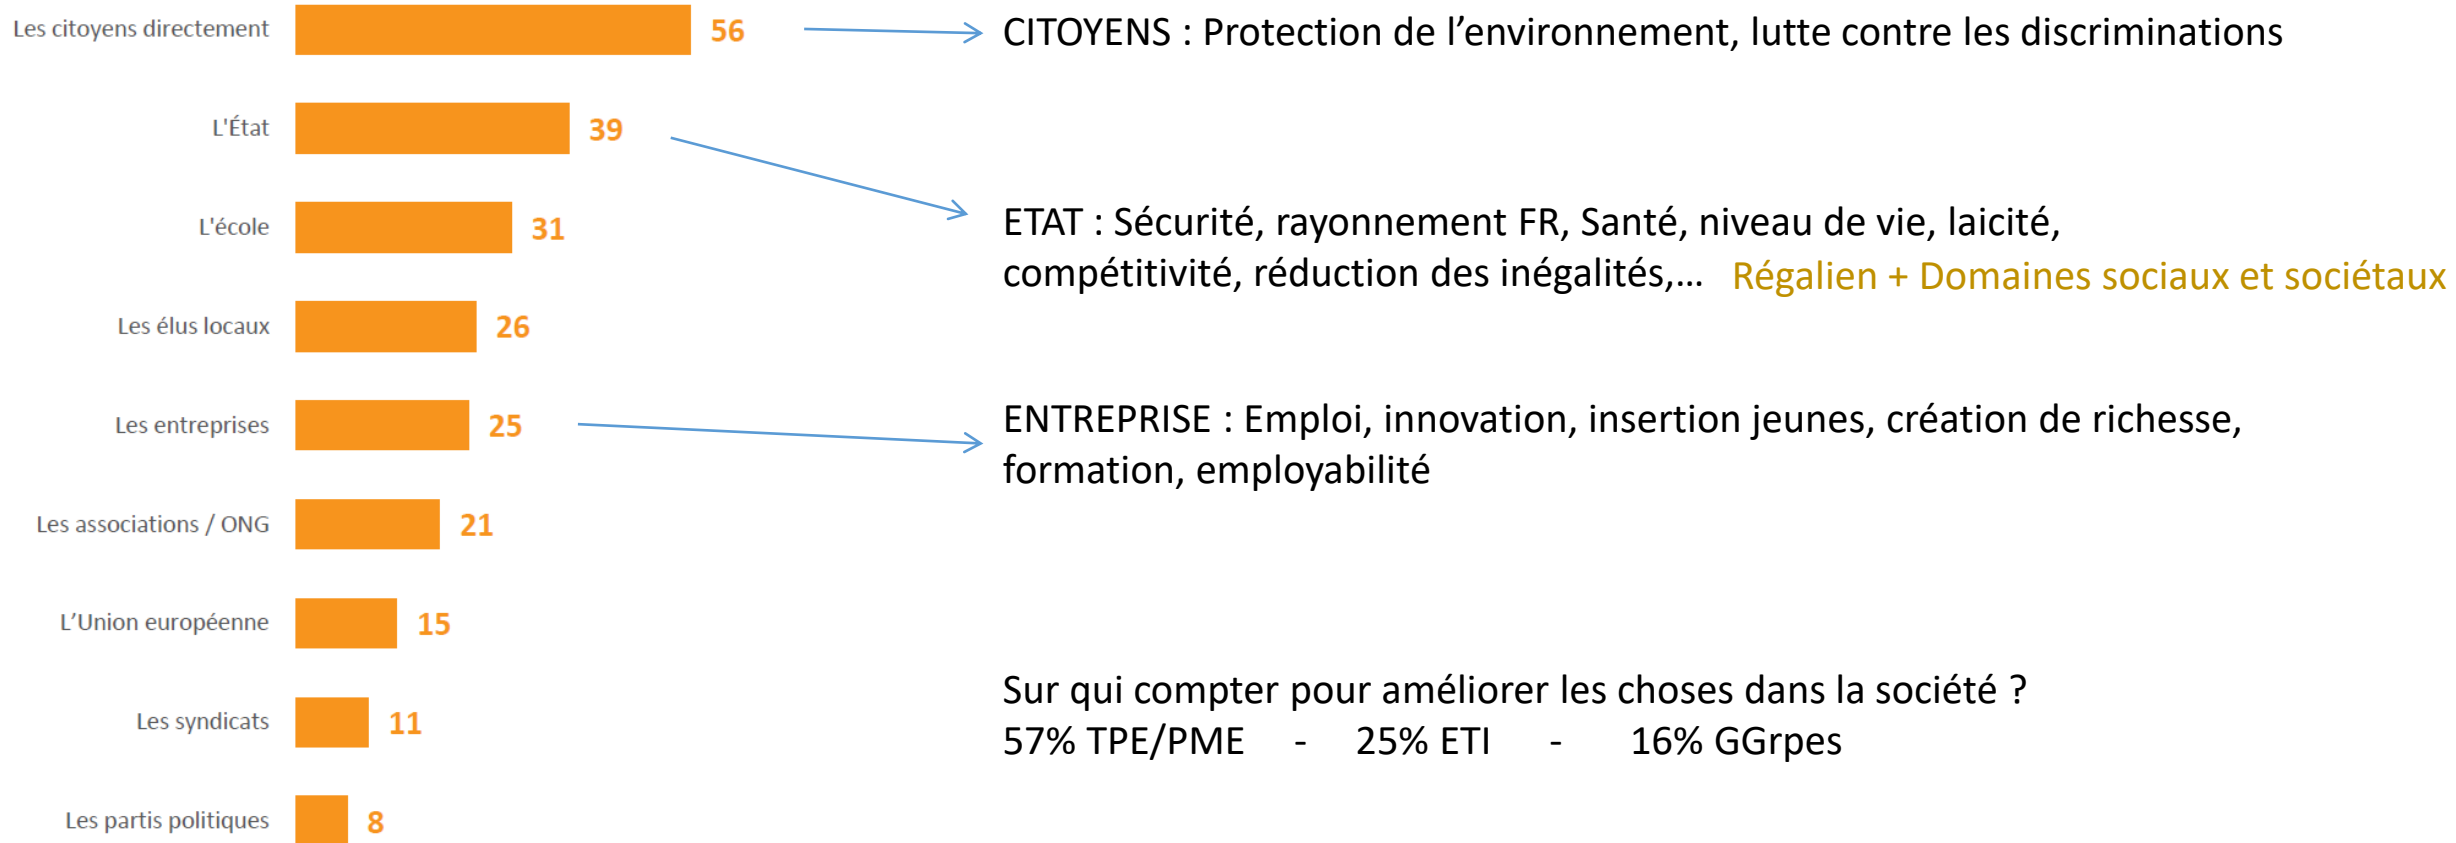 Les citoyens directement 56
CITOYENS : Protection de l’environnement, lutte contre les discriminations
L'État 39
L'école 31
ETAT : Sécurité, rayonnement FR, Santé, niveau de vie, laicité,
compétitivité, réduction des inégalités,... Régalien + Domaines sociaux et sociétaux
Les élus locaux 26
Les entreprises 25
ENTREPRISE : Emploi, innovation, insertion jeunes, création de richesse,
formation, employabilité
Les associations / ONG 21
L’Union européenne 15
Les syndicats 11
Sur qui compter pour améliorer les choses dans la société ?
57% TPE/PME - 25% ETI - 16% GGrpes
Les partis politiques 8